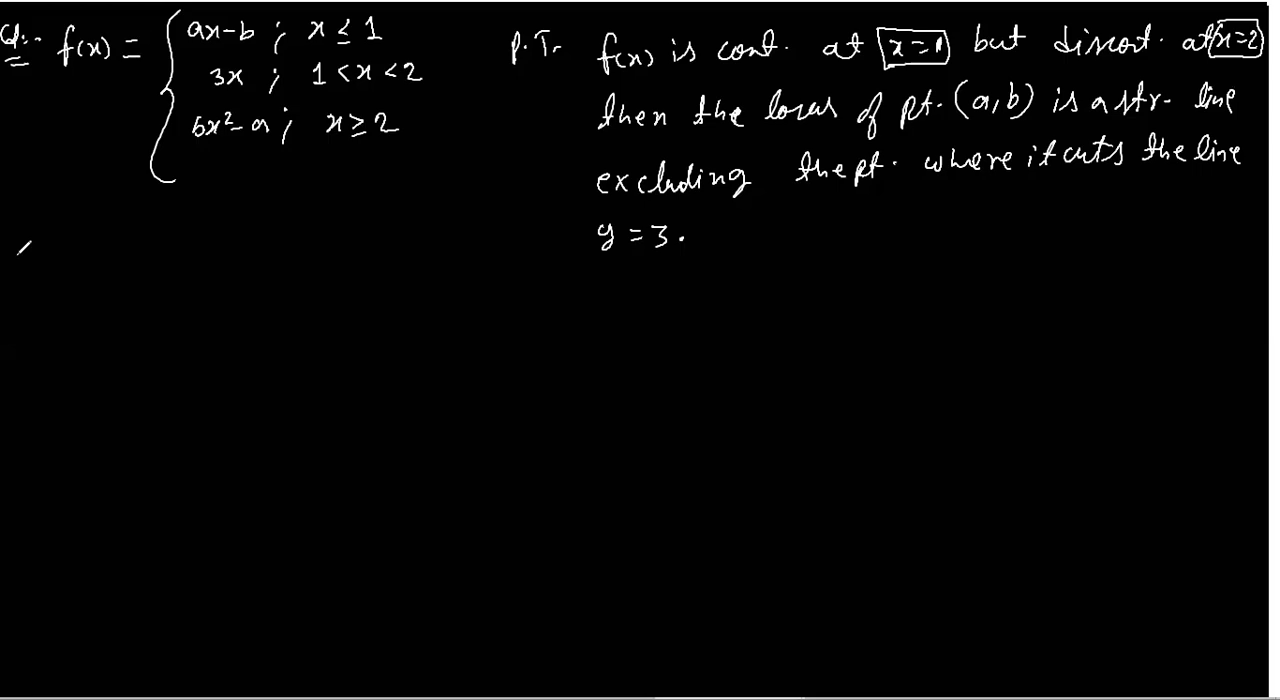 Q:- f(x) = { ax-b ; x ≤ 1
3x ; 1 < x < 2
bx²-a ; x ≥ 2
P.T. f(x) is cont. at x=1 but discont. at x=2
then the locus of pt. (a,b) is a str. line
excluding the pt. where it cuts the line
y = 3.